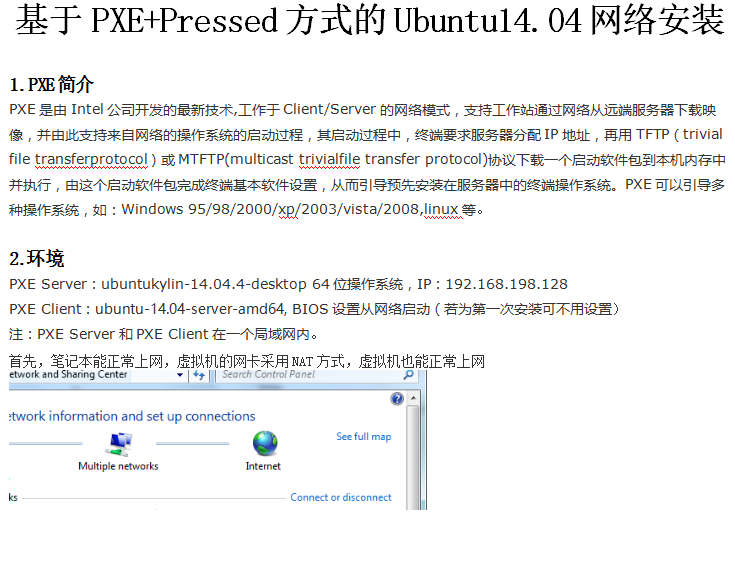 基于 PXE+Pressed 方式的 Ubuntu14.04 网络安装
1.PXE 简介
PXE 是由 Intel 公司开发的最新技术,工作于 Client/Server 的网络模式，支持工作站通过网络从远端服务器下载映
像，并由此支持来自网络的操作系统的启动过程，其启动过程中，终端要求服务器分配 IP 地址，再用 TFTP（trivial
file transferprotocol）或 MTFTP(multicast trivialfile transfer protocol)协议下载一个启动软件包到本机内存中
并执行，由这个启动软件包完成终端基本软件设置，从而引导预先安装在服务器中的终端操作系统。PXE 可以引导多
种操作系统，如：Windows 95/98/2000/xp/2003/vista/2008,linux 等。
2.环境
PXE Server：ubuntukylin-14.04.4-desktop 64 位操作系统，IP：192.168.198.128
PXE Client：ubuntu-14.04-server-amd64, BIOS 设置从网络启动（若为第一次安装可不用设置）
注：PXE Server 和 PXE Client 在一个局域网内。
首先，笔记本能正常上网，虚拟机的网卡采用 NAT 方式，虚拟机也能正常上网
etwork and Sharing Center
Search Control Panel
etwork information and set up connections
See full map
Multiple networks
Internet
ks
Connect or disconnect